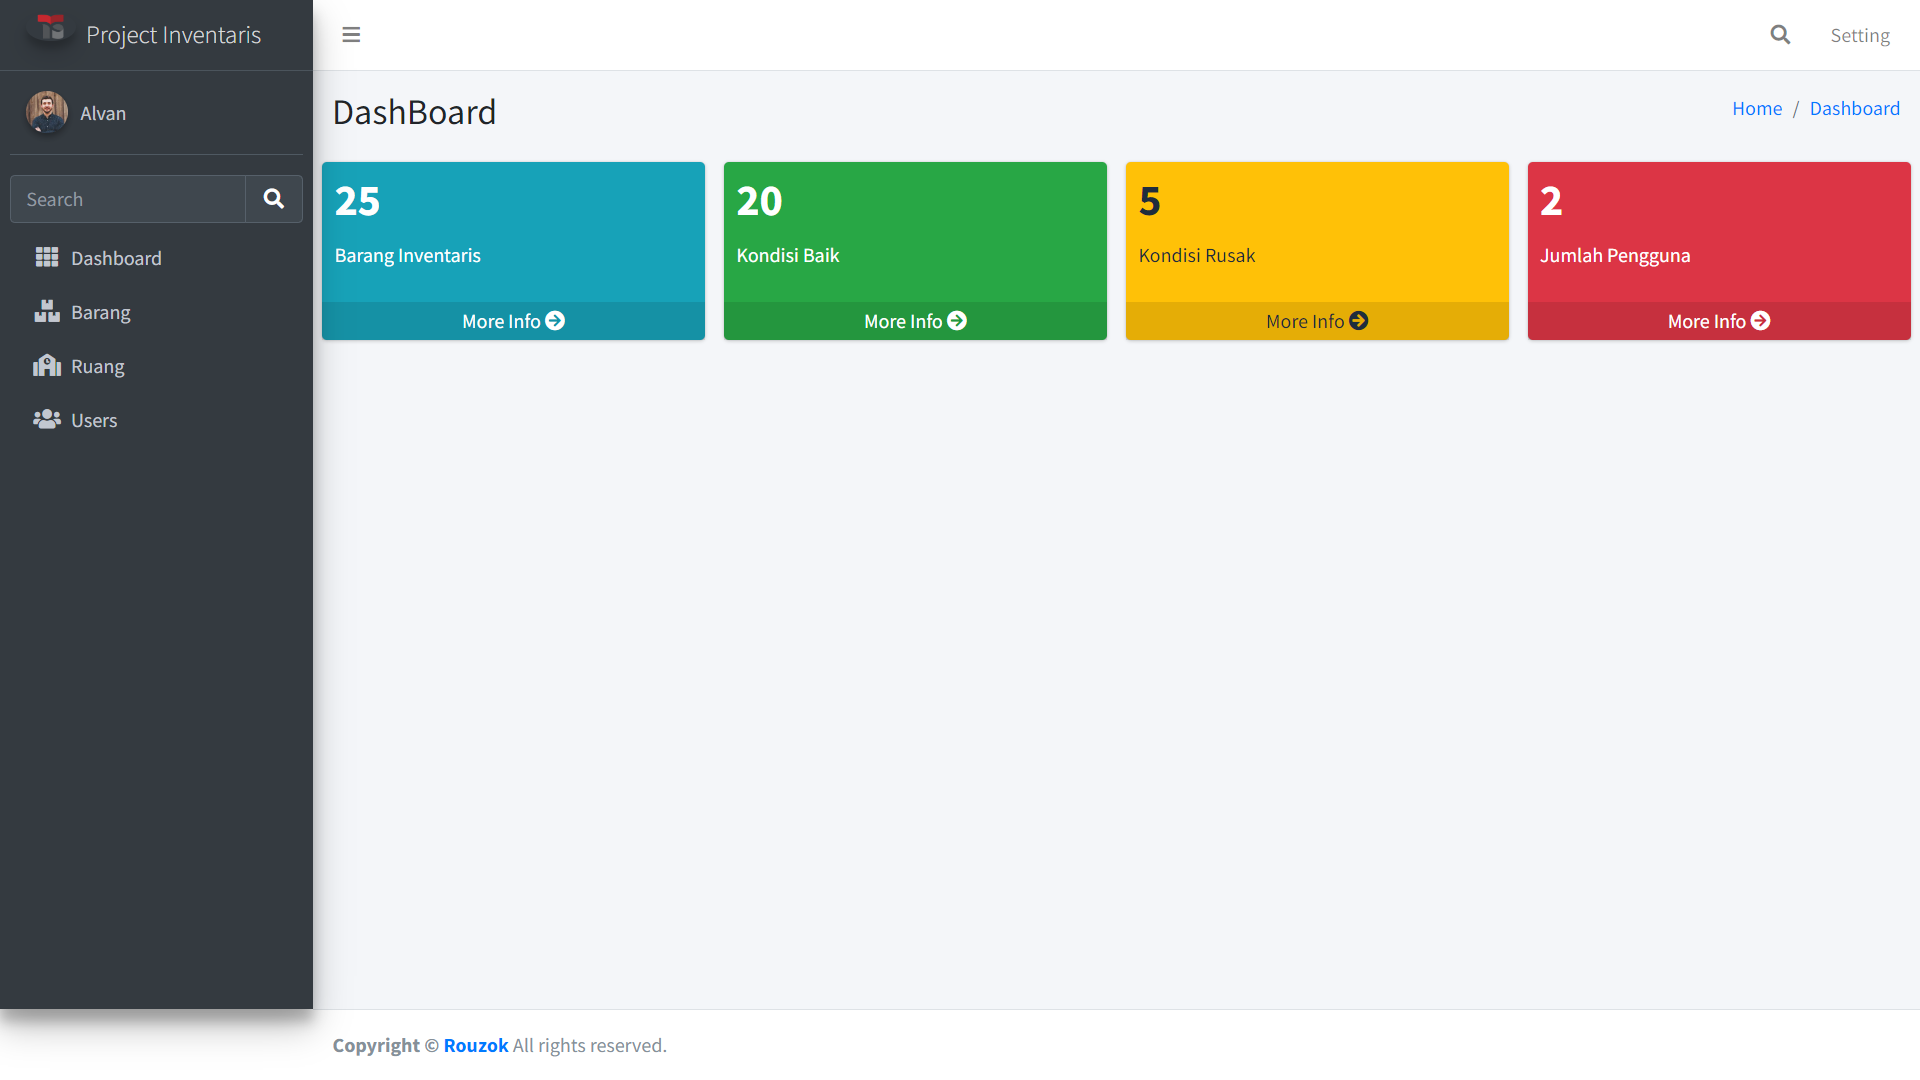 Project Inventaris
Alvan
Search
Dashboard
Barang
Ruang
Users
Setting
DashBoard
Home / Dashboard
25
Barang Inventaris
More Info
20
Kondisi Baik
More Info
5
Kondisi Rusak
More Info
2
Jumlah Pengguna
More Info
Copyright © Rouzok All rights reserved.